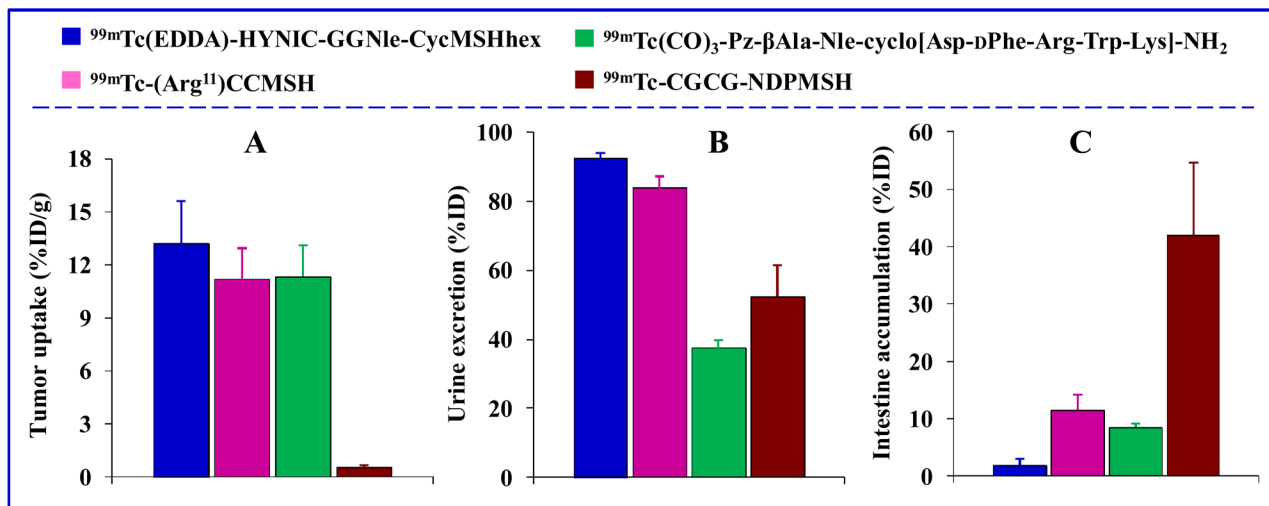 ⁹⁹ᵐTc(EDDA)-HYNIC-GGNle-CycMSHhex
⁹⁹ᵐTc(CO)₃-Pz-βAla-Nle-cyclo[Asp-ᴅPhe-Arg-Trp-Lys]-NH₂
⁹⁹ᵐTc-(Arg¹¹)CCMSH
⁹⁹ᵐTc-CGCG-NDPMSH
A
Tumor uptake (%ID/g)
18
15
12
9
6
3
0
B
Urine excretion (%ID)
100
80
60
40
20
0
C
Intestine accumulation (%ID)
60
50
40
30
20
10
0